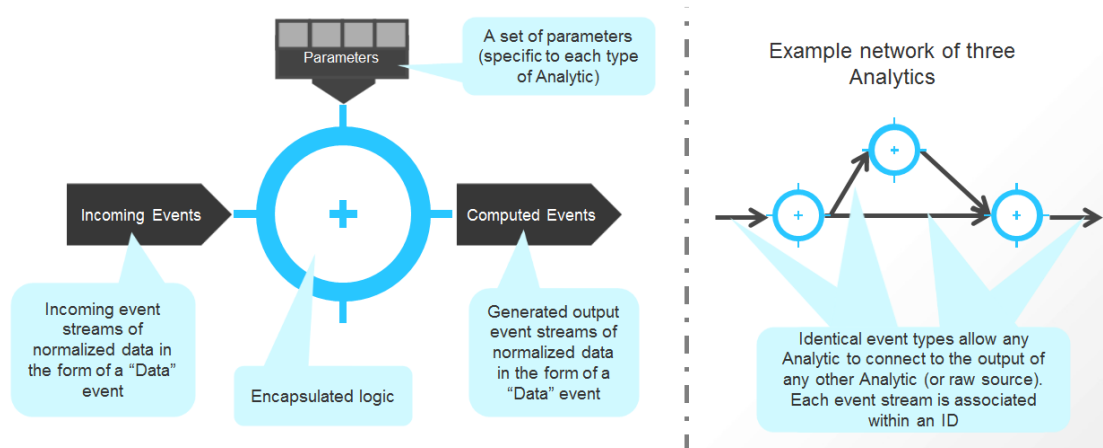 Parameters
A set of parameters
(specific to each type
of Analytic)
Incoming Events
Computed Events
Incoming event
streams of
normalized data in
the form of a “Data”
event
Encapsulated logic
Generated output
event streams of
normalized data
in the form of a
“Data” event
Example network of three
Analytics
Identical event types allow any
Analytic to connect to the output of
any other Analytic (or raw source).
Each event stream is associated
within an ID